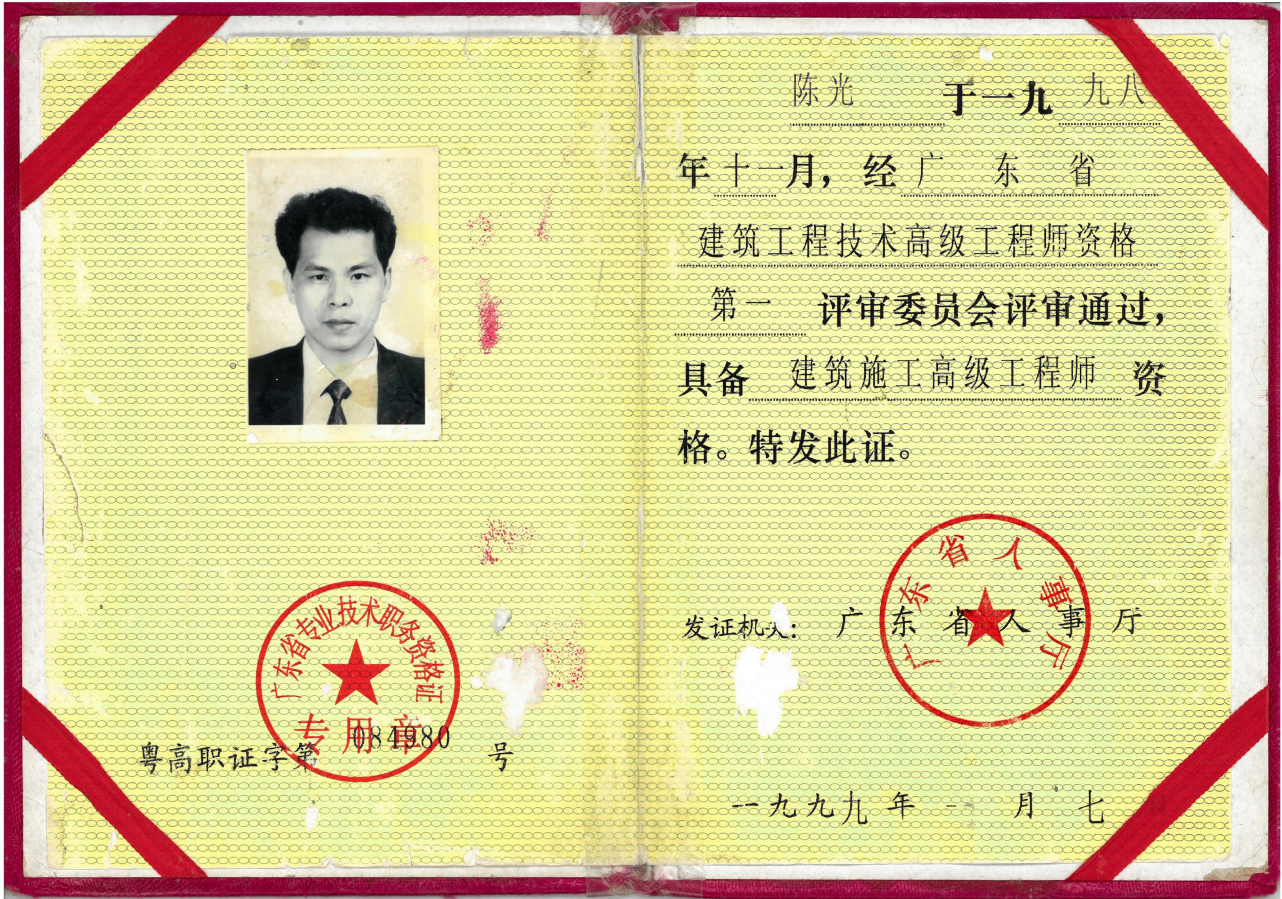 广东省专业技术职务资格证
专用章
粤高职证字第 084980 号
陈光 于一九 九八
年十一月，经 广东省
建筑工程技术高级工程师资格
第一 评审委员会评审通过，
具备 建筑施工高级工程师 资
格。特发此证。
广东省人事厅
发证机关： 广东省人事厅
一九九九年 一 月 七